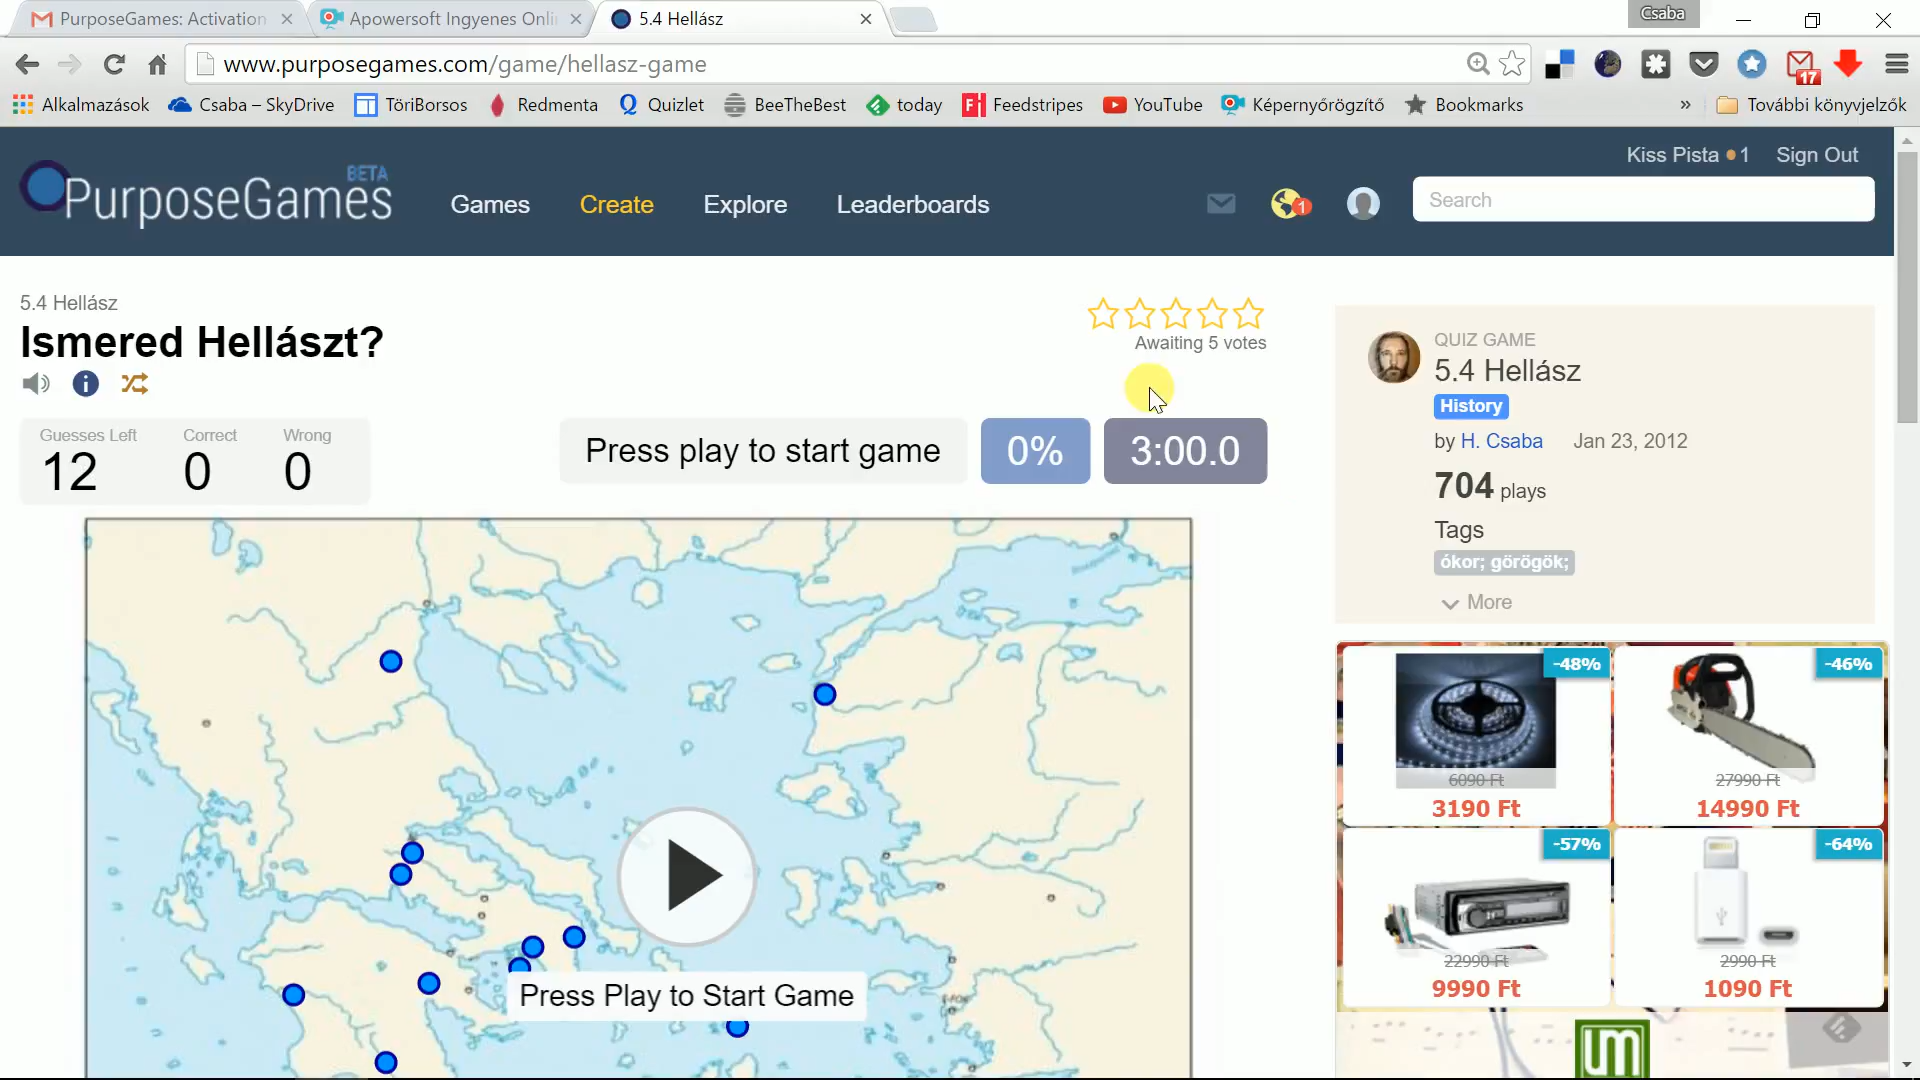 PurposeGames: Activation
Apowersoft Ingyenes Onli
5.4 Hellász
Csaba
www.purposegames.com/game/hellasz-game
17
Alkalmazások
Csaba – SkyDrive
TöriBorsos
Redmenta
Quizlet
BeeTheBest
today
Feedstripes
YouTube
Képernyőrögzítő
Bookmarks
»
További könyvjelzők
Kiss Pista 1
Sign Out
BETA
PurposeGames
Games
Create
Explore
Leaderboards
1
Search
5.4 Hellász
Ismered Hellászt?
Awaiting 5 votes
Guesses Left
Correct
Wrong
12
0
0
Press play to start game
0%
3:00.0
QUIZ GAME
5.4 Hellász
History
by H. Csaba
Jan 23, 2012
704 plays
Tags
ókor; görögök;
More
Press Play to Start Game
-48%
6090 Ft
3190 Ft
-46%
27990 Ft
14990 Ft
-57%
22990 Ft
9990 Ft
-64%
2990 Ft
1090 Ft
um